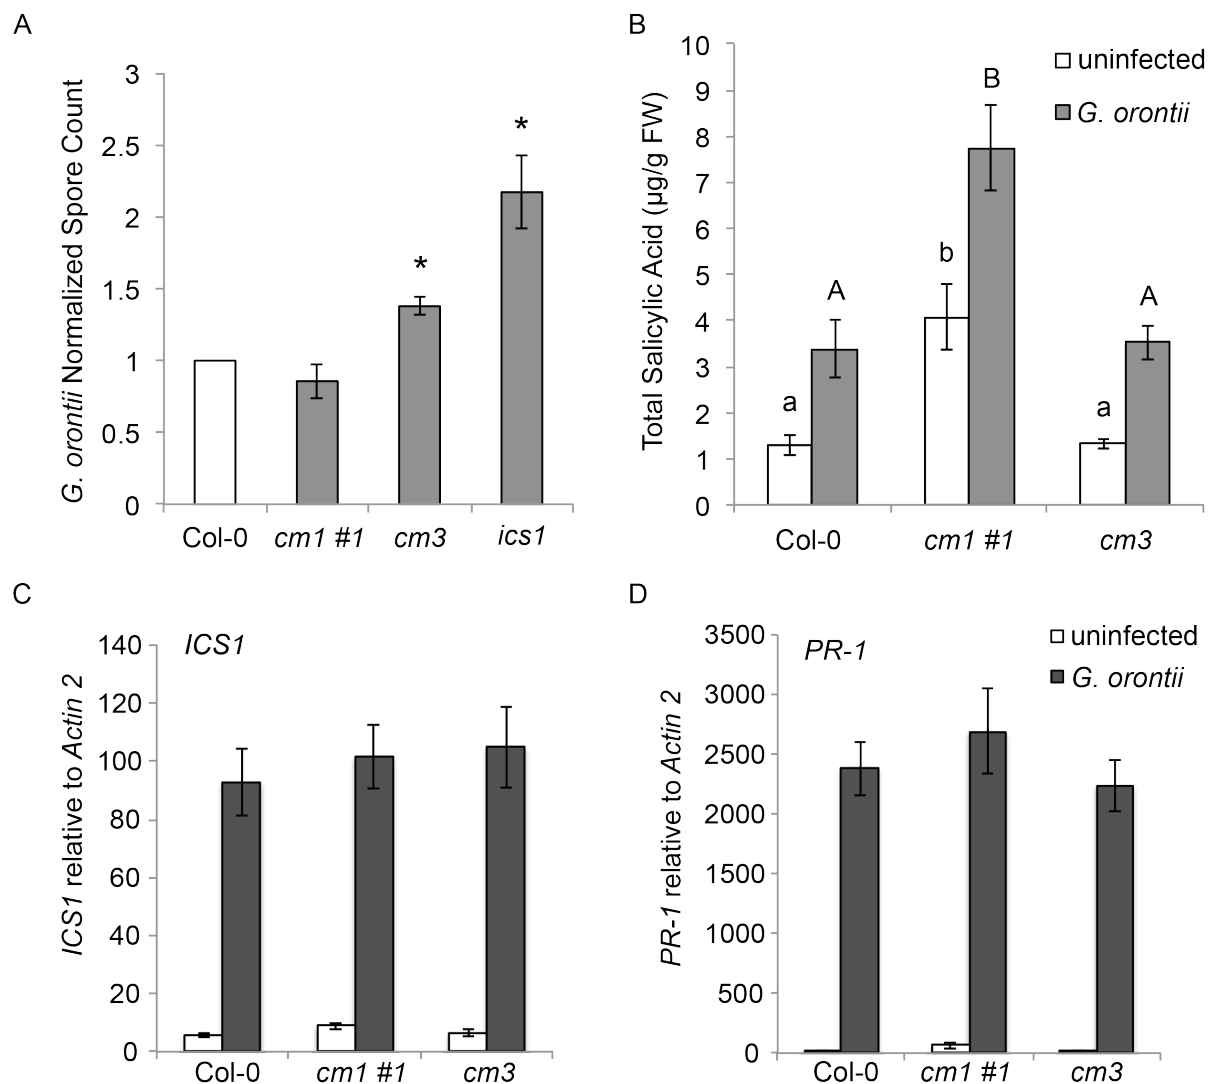 A
G. orontii Normalized Spore Count
3
2.5
2
1.5
1
0.5
0
*
*
Col-0 cm1 #1 cm3 ics1
B
Total Salicylic Acid (µg/g FW)
10
9
8
7
6
5
4
3
2
1
0
uninfected
G. orontii
a
A
b
B
a
A
Col-0 cm1 #1 cm3
C
ICS1
ICS1 relative to Actin 2
140
120
100
80
60
40
20
0
Col-0 cm1 #1 cm3
D
PR-1
PR-1 relative to Actin 2
3500
3000
2500
2000
1500
1000
500
0
uninfected
G. orontii
Col-0 cm1 #1 cm3